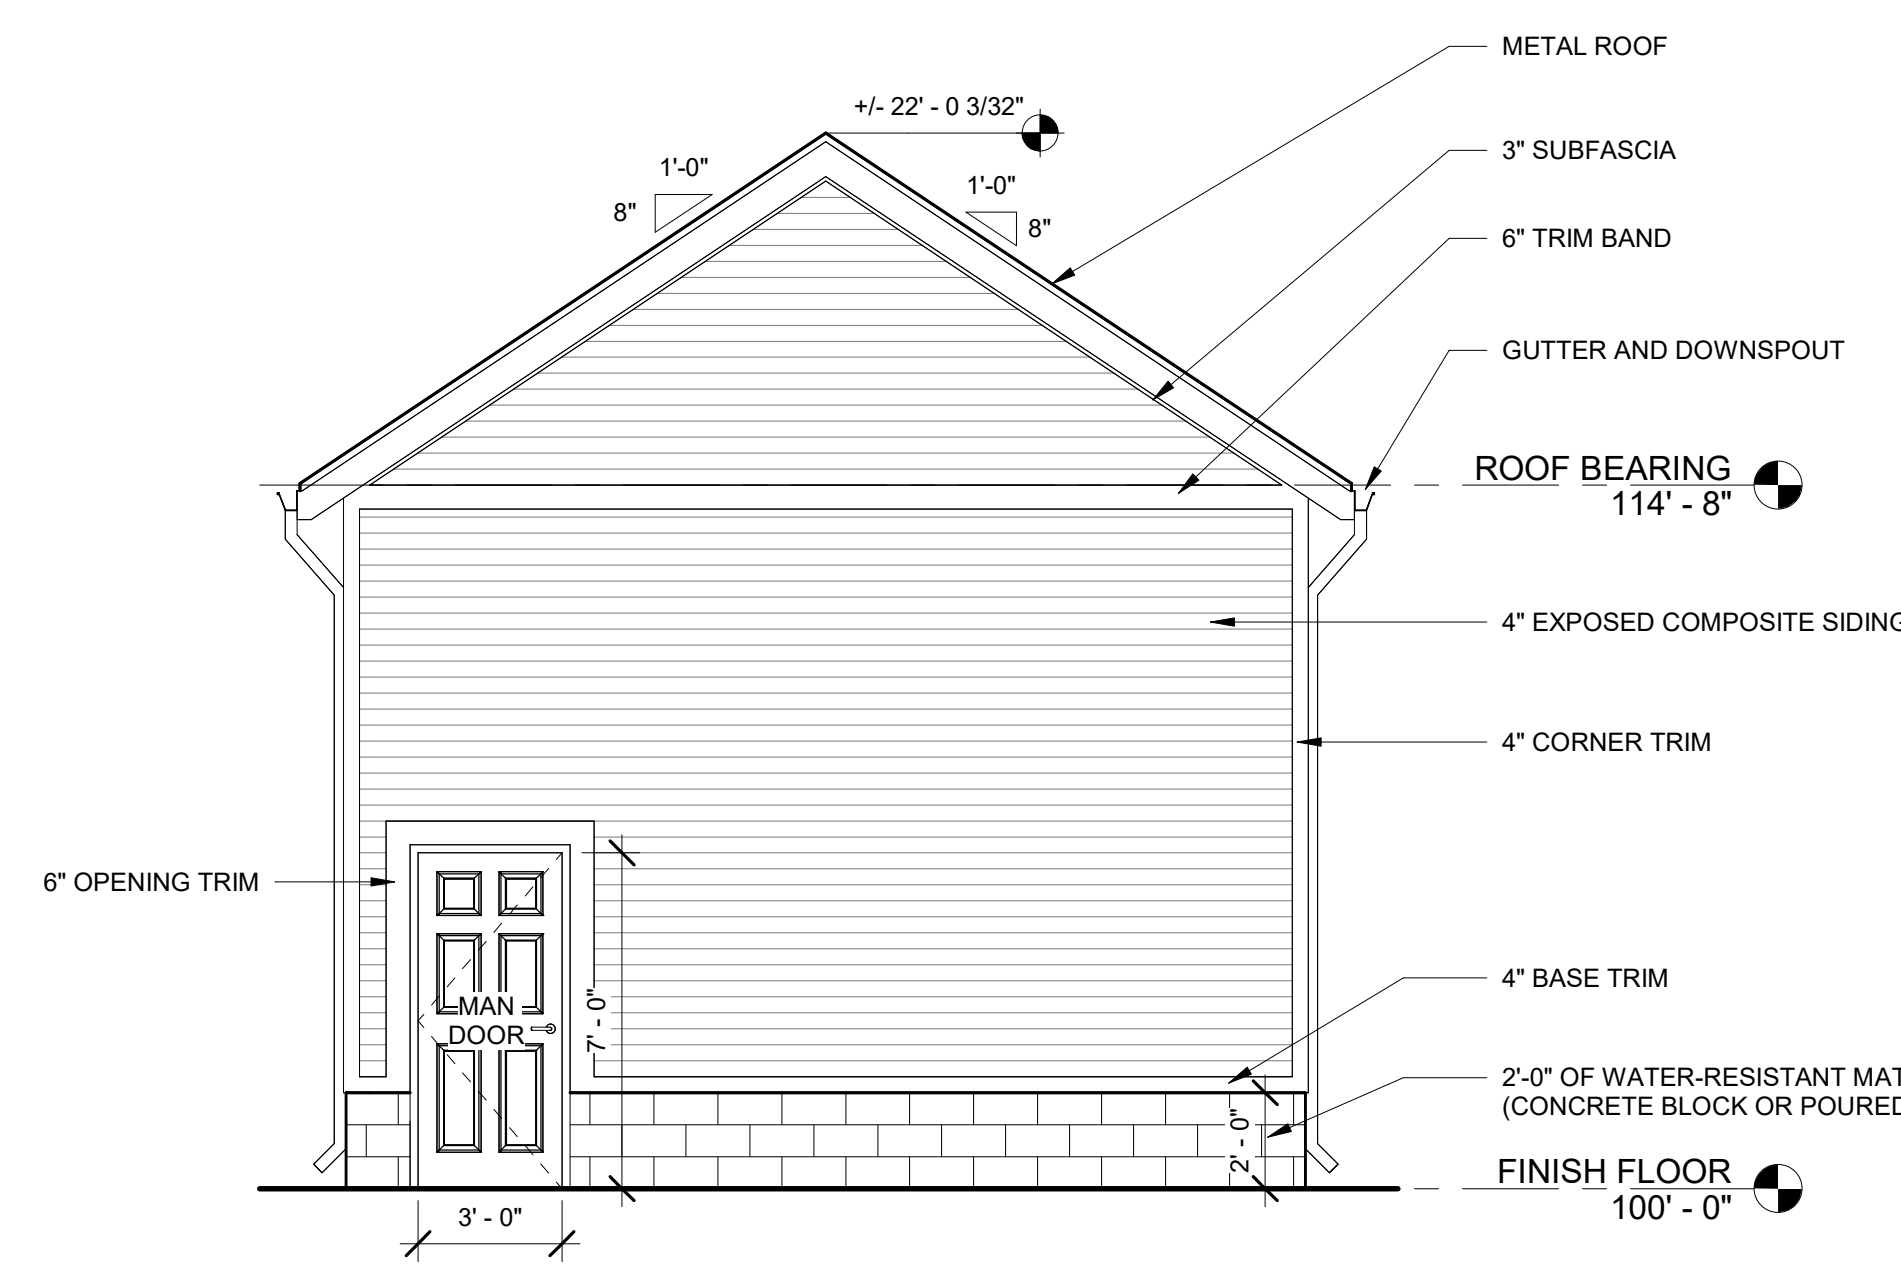 METAL ROOF
+/- 22' - 0 3/32"
3" SUBFASCIA
1'-0"
8"
1'-0"
8"
6" TRIM BAND
GUTTER AND DOWNSPOUT
ROOF BEARING
114' - 8"
4" EXPOSED COMPOSITE SIDING
4" CORNER TRIM
6" OPENING TRIM
4" BASE TRIM
MAN
DOOR
7' - 0"
2'-0" OF WATER-RESISTANT MAT
(CONCRETE BLOCK OR POURED
2' - 0"
FINISH FLOOR
100' - 0"
3' - 0"